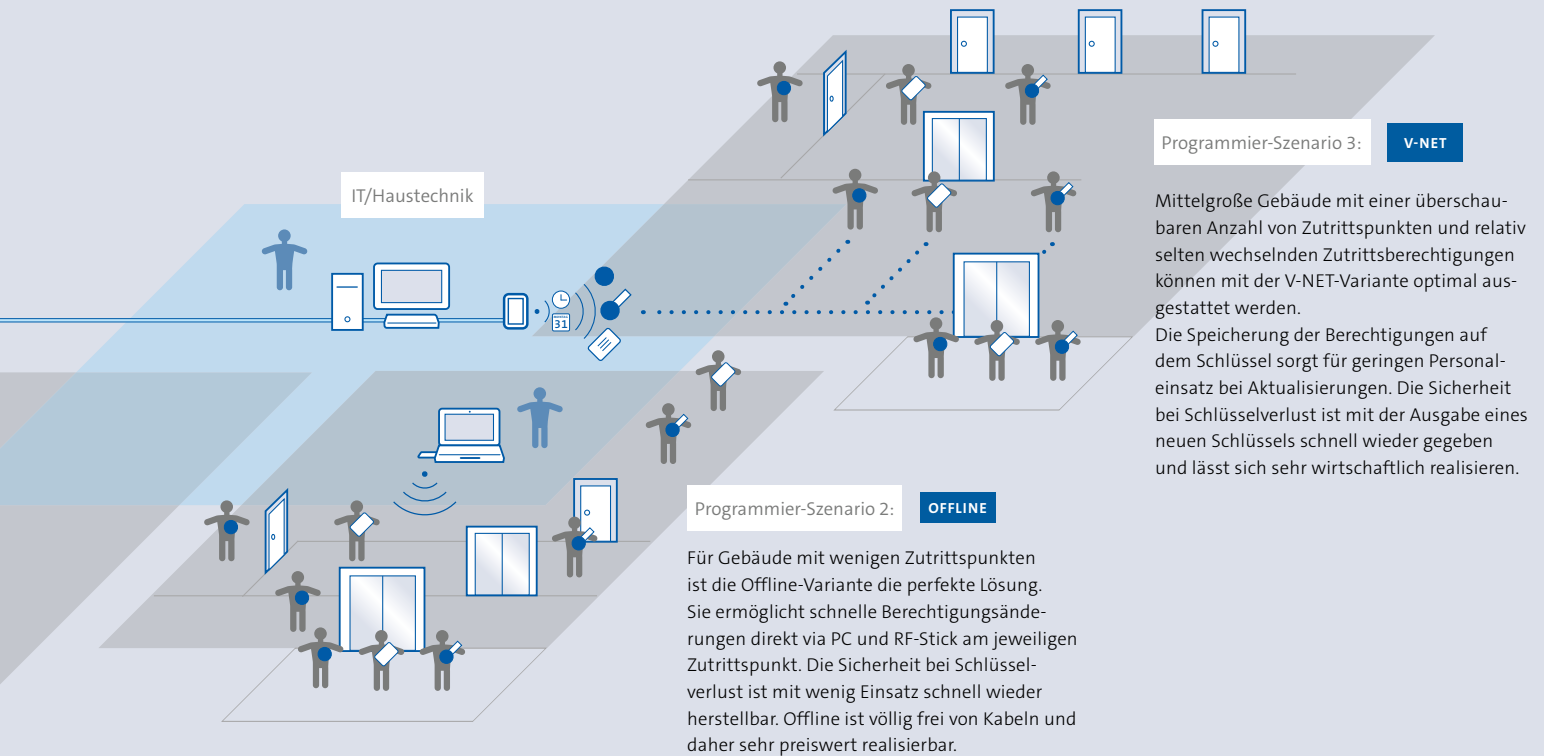 IT/Haustechnik
31
Programmier-Szenario 3:
V-NET
Mittelgroße Gebäude mit einer überschau-
baren Anzahl von Zutrittspunkten und relativ
selten wechselnden Zutrittsberechtigungen
können mit der V-NET-Variante optimal aus-
gestattet werden.
Die Speicherung der Berechtigungen auf
dem Schlüssel sorgt für geringen Personal-
einsatz bei Aktualisierungen. Die Sicherheit
bei Schlüsselverlust ist mit der Ausgabe eines
neuen Schlüssels schnell wieder gegeben
und lässt sich sehr wirtschaftlich realisieren.
Programmier-Szenario 2:
OFFLINE
Für Gebäude mit wenigen Zutrittspunkten
ist die Offline-Variante die perfekte Lösung.
Sie ermöglicht schnelle Berechtigungsände-
rungen direkt via PC und RF-Stick am jeweiligen
Zutrittspunkt. Die Sicherheit bei Schlüssel-
verlust ist mit wenig Einsatz schnell wieder
herstellbar. Offline ist völlig frei von Kabeln und
daher sehr preiswert realisierbar.